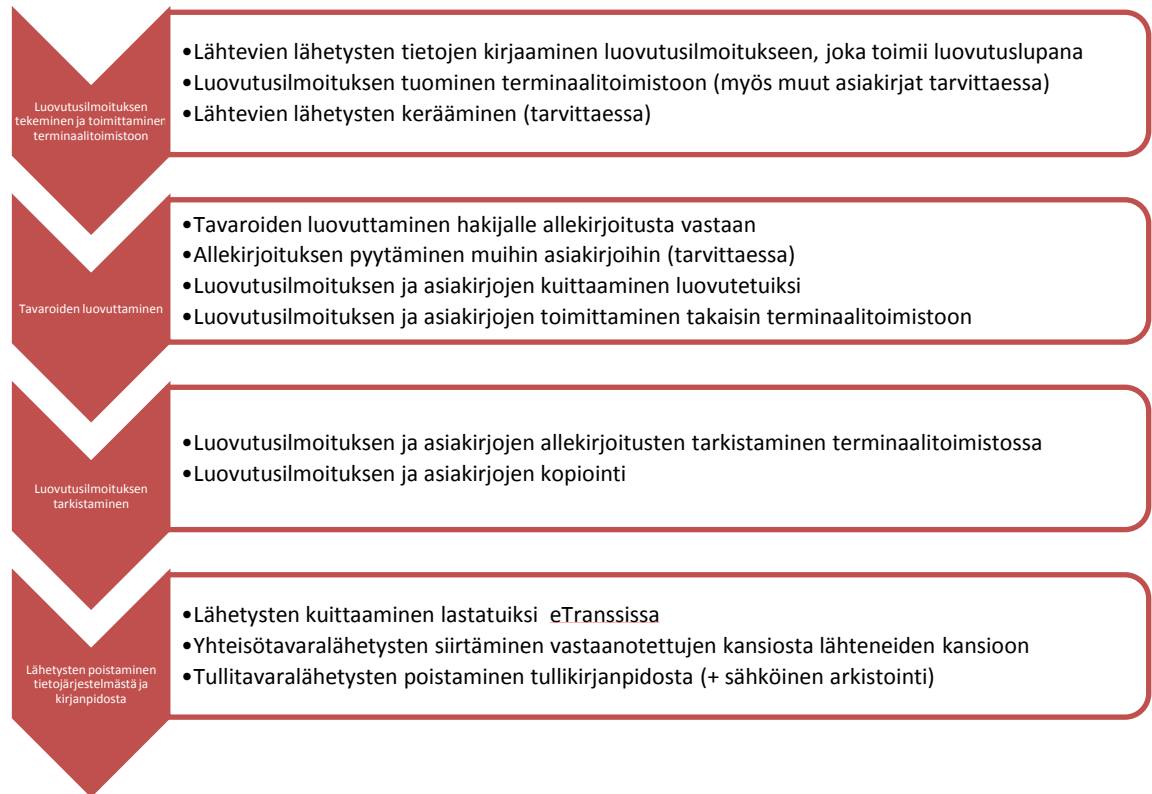 Luovutusilmoituksen
tekeminen ja toimittaminen
terminaalitoimistoon
•Lähtevien lähetysten tietojen kirjaaminen luovutusilmoitukseen, joka toimii luovutuslupana
•Luovutusilmoituksen tuominen terminaalitoimistoon (myös muut asiakirjat tarvittaessa)
•Lähtevien lähetysten kerääminen (tarvittaessa)
Tavaroiden luovuttaminen
•Tavaroiden luovuttaminen hakijalle allekirjoitusta vastaan
•Allekirjoituksen pyytäminen muihin asiakirjoihin (tarvittaessa)
•Luovutusilmoituksen ja asiakirjojen kuittaaminen luovutetuiksi
•Luovutusilmoituksen ja asiakirjojen toimittaminen takaisin terminaalitoimistoon
Luovutusilmoituksen
tarkistaminen
•Luovutusilmoituksen ja asiakirjojen allekirjoitusten tarkistaminen terminaalitoimistossa
•Luovutusilmoituksen ja asiakirjojen kopiointi
Lähetysten poistaminen
tietojärjestelmästä ja
kirjanpidosta
•Lähetysten kuittaaminen lastatuiksi eTranssissa
•Yhteisötavaralähetysten siirtäminen vastaanotettujen kansiosta lähteneiden kansioon
•Tullitavaralähetysten poistaminen tullikirjanpidosta (+ sähköinen arkistointi)